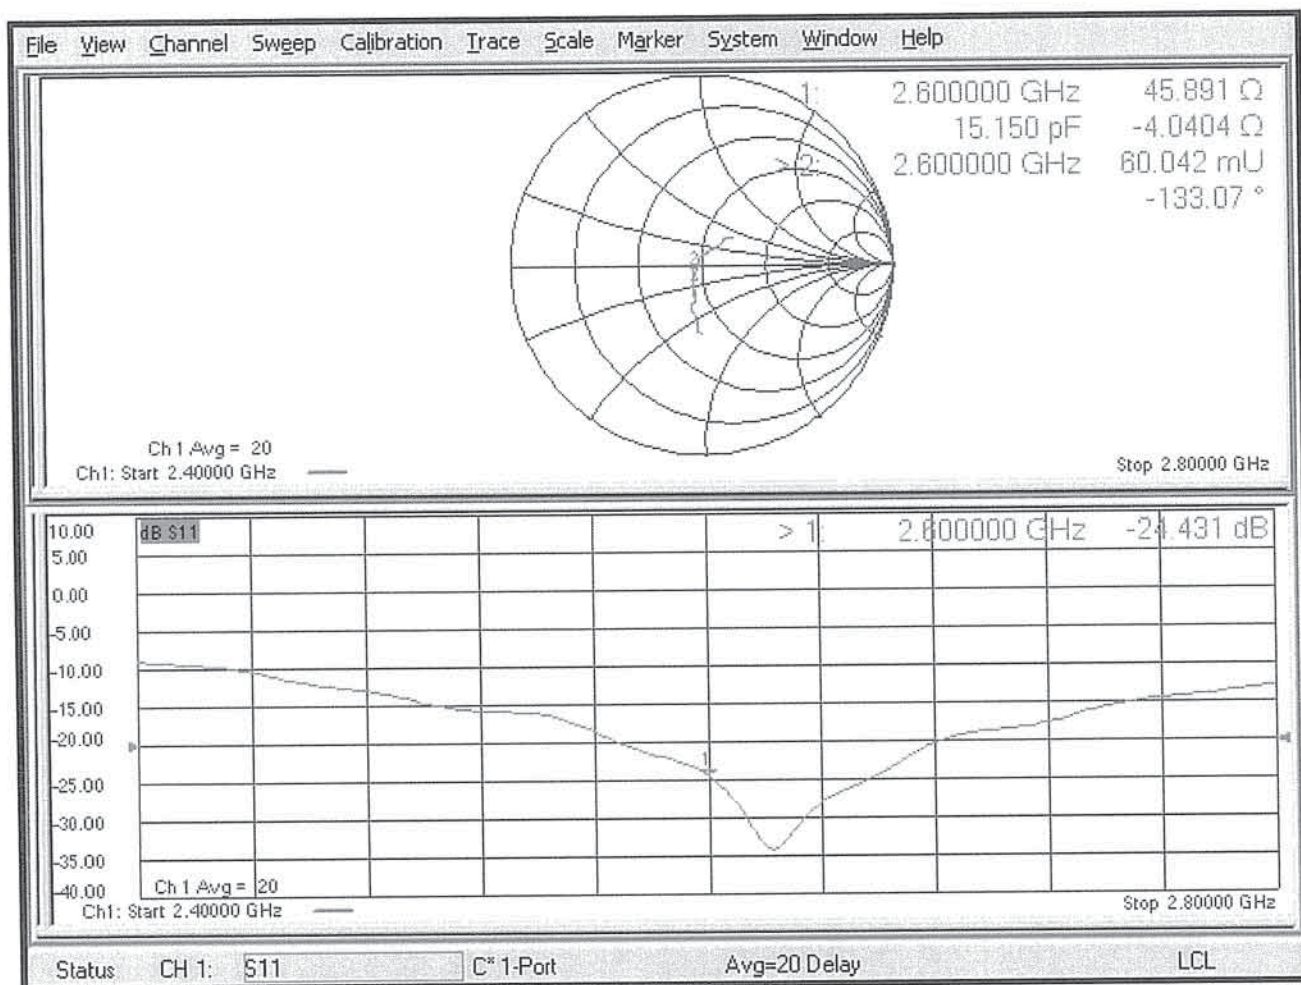 File View Channel Sweep Calibration Trace Scale Marker System Window Help
1: 2.600000 GHz 45.891 Ω
15.150 pF -4.0404 Ω
> 2: 2.600000 GHz 60.042 mU
-133.07 °
2
Ch 1 Avg = 20
Ch1: Start 2.40000 GHz
Stop 2.80000 GHz
10.00
dB S11
> 1: 2.600000 GHz -24.431 dB
5.00
0.00
-5.00
-10.00
-15.00
-20.00
1
-25.00
-30.00
-35.00
-40.00
Ch 1 Avg = 20
Ch1: Start 2.40000 GHz
Stop 2.80000 GHz
Status CH 1: S11 C* 1-Port Avg=20 Delay LCL